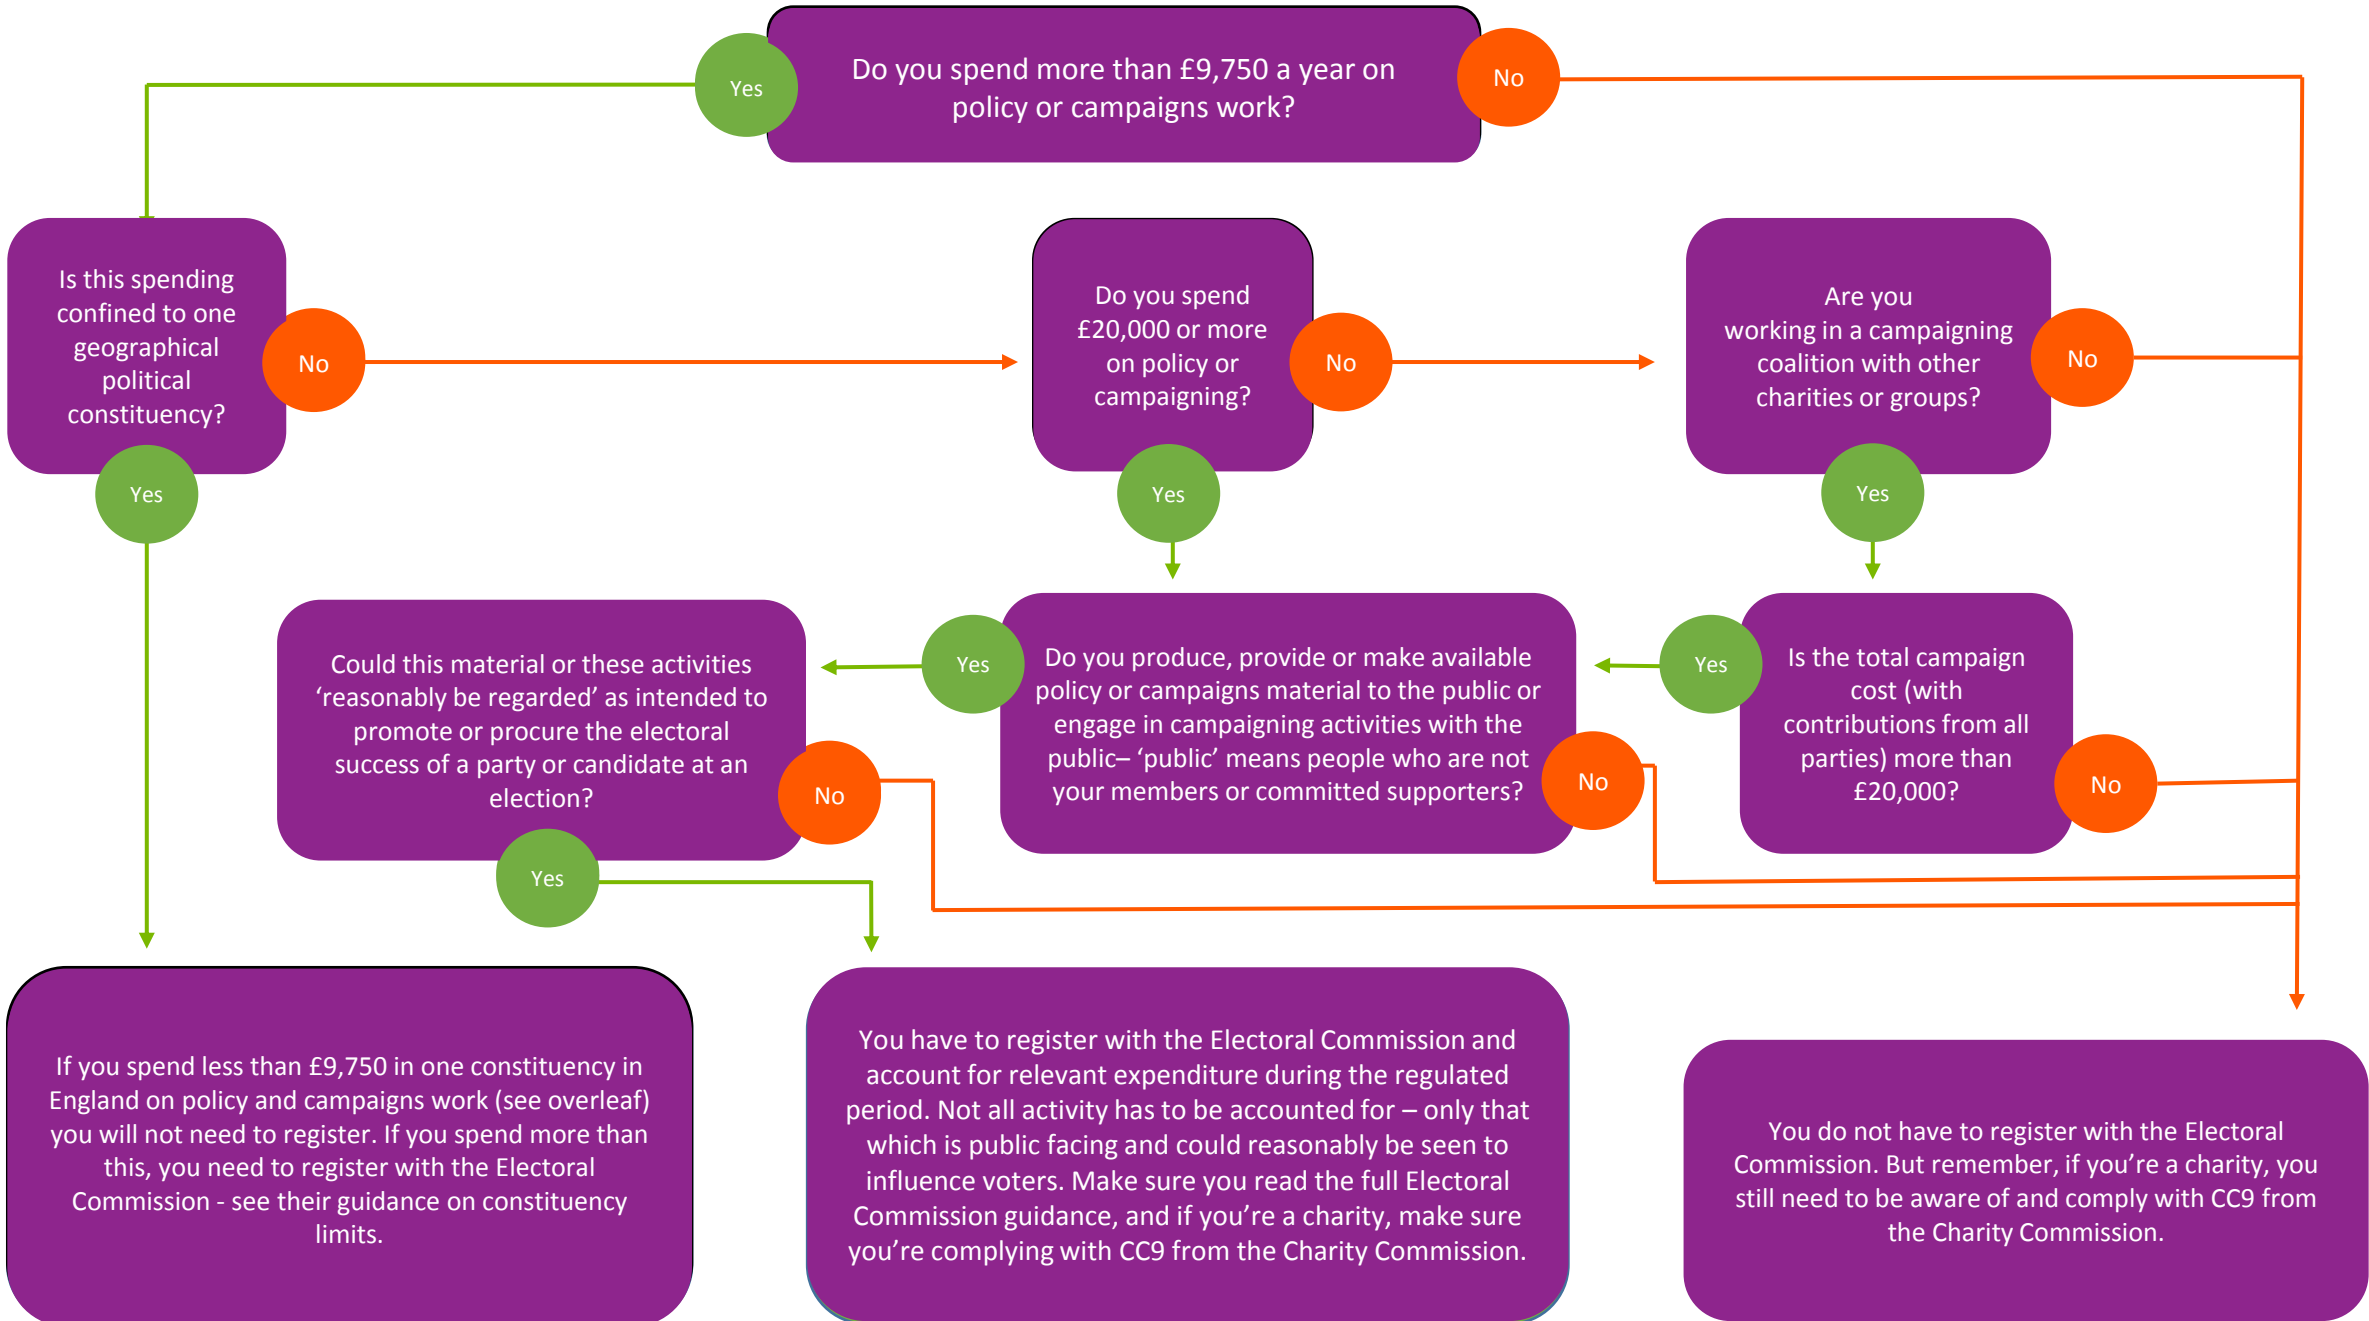 Do you spend more than £9,750 a year on
policy or campaigns work?
Yes
No
Is this spending
confined to one
geographical
political
constituency?
No
Yes
Do you spend
£20,000 or more
on policy or
campaigning?
No
Yes
Are you
working in a campaigning
coalition with other
charities or groups?
No
Yes
Could this material or these activities
‘reasonably be regarded’ as intended to
promote or procure the electoral
success of a party or candidate at an
election?
No
Yes
Yes
Do you produce, provide or make available
policy or campaigns material to the public or
engage in campaigning activities with the
public– ‘public’ means people who are not
your members or committed supporters?
No
Yes
Is the total campaign
cost (with
contributions from all
parties) more than
£20,000?
No
If you spend less than £9,750 in one constituency in
England on policy and campaigns work (see overleaf)
you will not need to register. If you spend more than
this, you need to register with the Electoral
Commission - see their guidance on constituency
limits.
You have to register with the Electoral Commission and
account for relevant expenditure during the regulated
period. Not all activity has to be accounted for – only that
which is public facing and could reasonably be seen to
influence voters. Make sure you read the full Electoral
Commission guidance, and if you’re a charity, make sure
you’re complying with CC9 from the Charity Commission.
You do not have to register with the Electoral
Commission. But remember, if you’re a charity, you
still need to be aware of and comply with CC9 from
the Charity Commission.